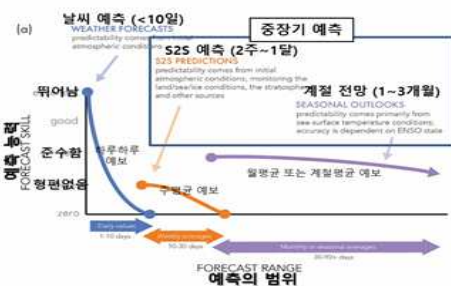 (a)
날씨 예측 (<10일)
WEATHER FORECASTS
predictability comes from initial
atmospheric conditions
중장기 예측
S2S 예측 (2주~1달)
S2S PREDICTIONS
predictability comes from initial
atmospheric conditions, monitoring the
land/sea/ice conditions, the stratosphere
and other sources
계절 전망 (1~3개월)
SEASONAL OUTLOOKS
predictability comes primarily from
sea surface temperature conditions;
accuracy is dependent on ENSO state
예측 능력
FORECAST SKILL
뛰어남
good
준수함
형편없음
zero
하루하루
예보
주평균 예보
월평균 또는 계절평균 예보
Daily values
1-10 days
Weekly averages
10-30 days
Monthly or seasonal averages
30-90+ days
FORECAST RANGE
예측의 범위